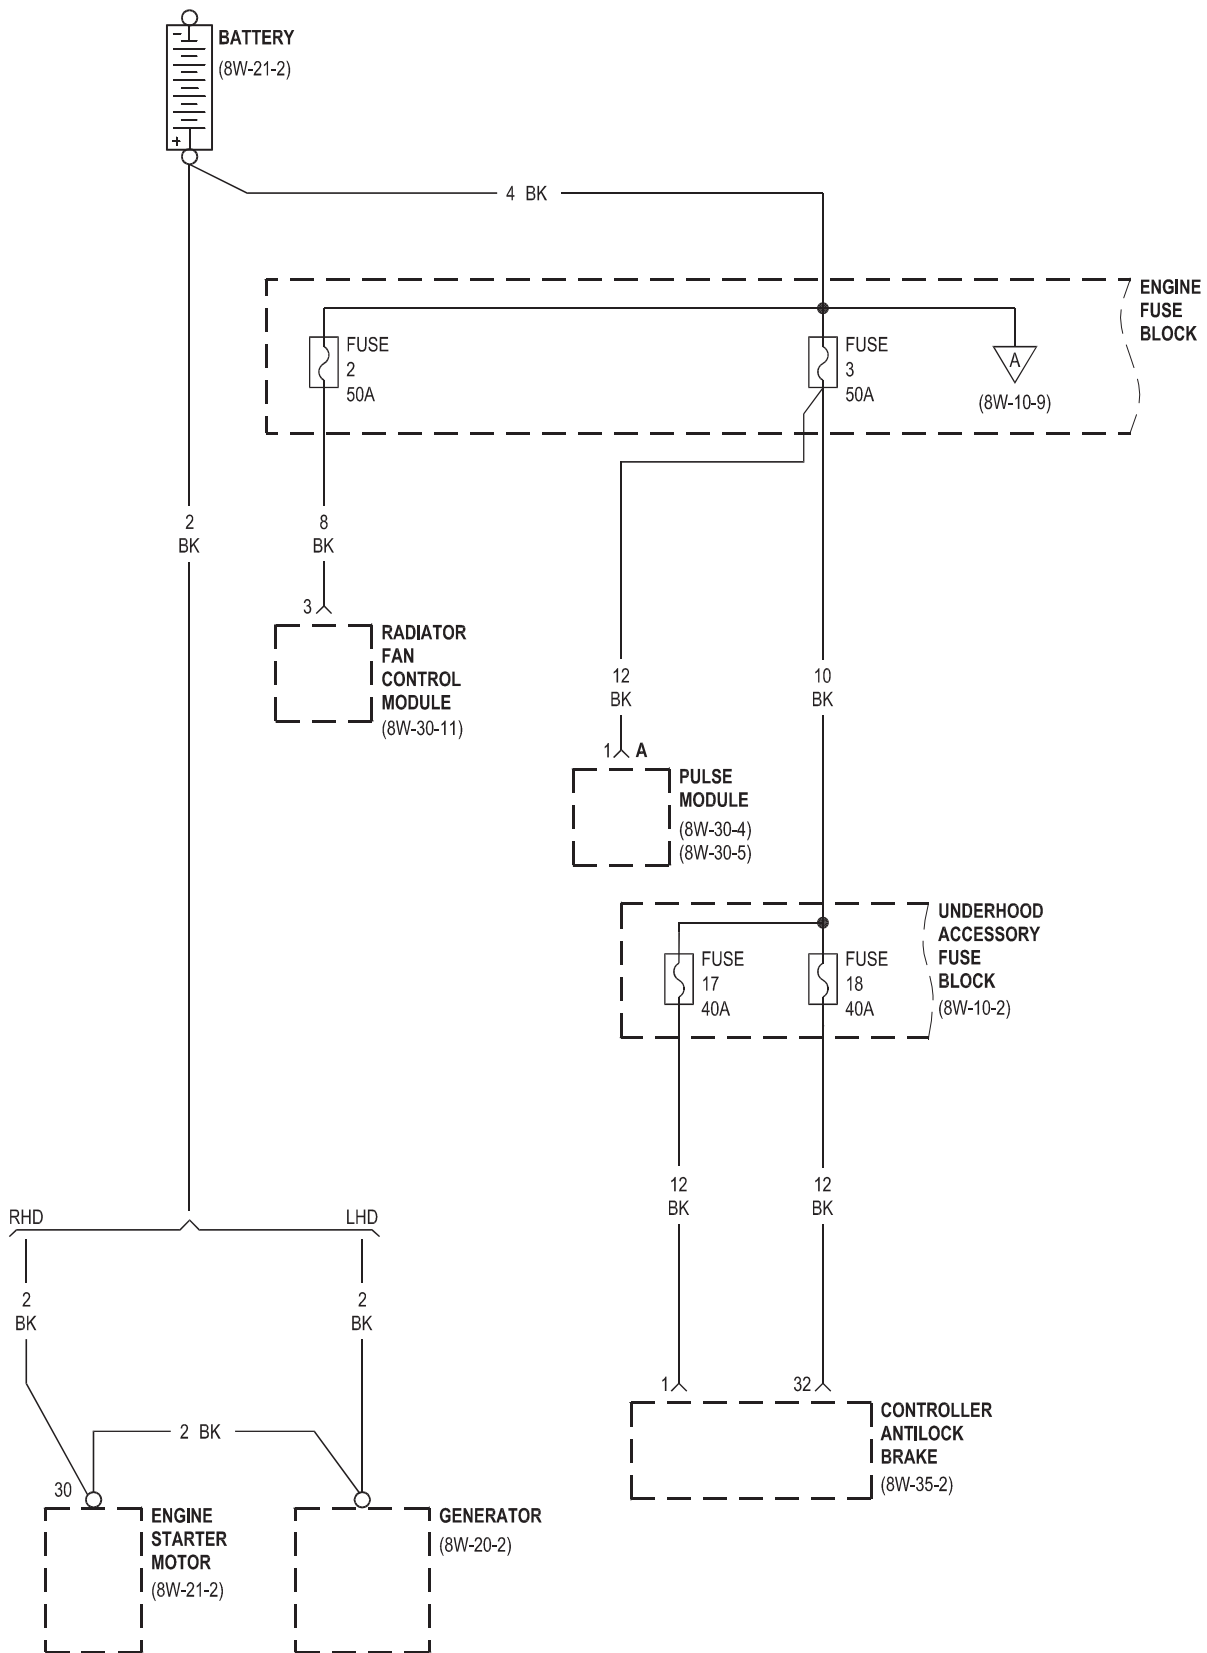 -
BATTERY
(8W-21-2)
+
4 BK
ENGINE
FUSE
BLOCK
FUSE
2
50A
FUSE
3
50A
A
(8W-10-9)
2
BK
8
BK
3
RADIATOR
FAN
CONTROL
MODULE
(8W-30-11)
12
BK
10
BK
1
A
PULSE
MODULE
(8W-30-4)
(8W-30-5)
UNDERHOOD
ACCESSORY
FUSE
BLOCK
(8W-10-2)
FUSE
17
40A
FUSE
18
40A
12
BK
12
BK
RHD
LHD
2
BK
2
BK
1
32
CONTROLLER
ANTILOCK
BRAKE
(8W-35-2)
2 BK
30
ENGINE
STARTER
MOTOR
(8W-21-2)
GENERATOR
(8W-20-2)